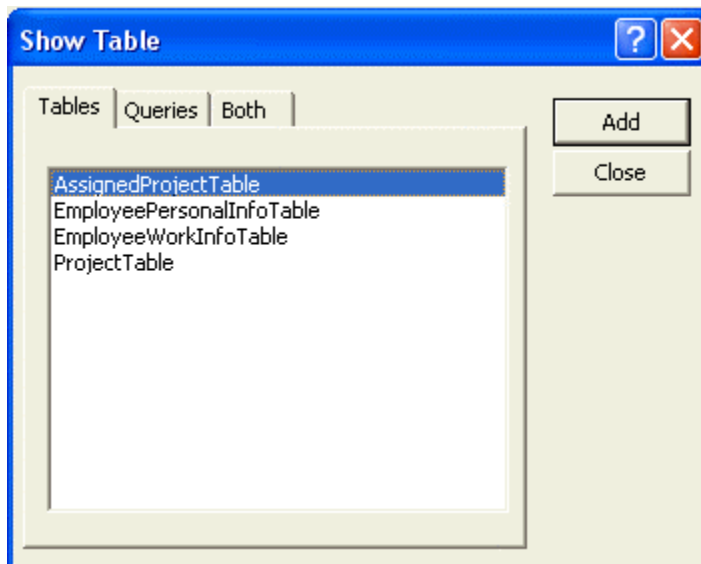 Show Table
Tables Queries Both
Add
Close
AssignedProjectTable
EmployeePersonalInfoTable
EmployeeWorkInfoTable
ProjectTable